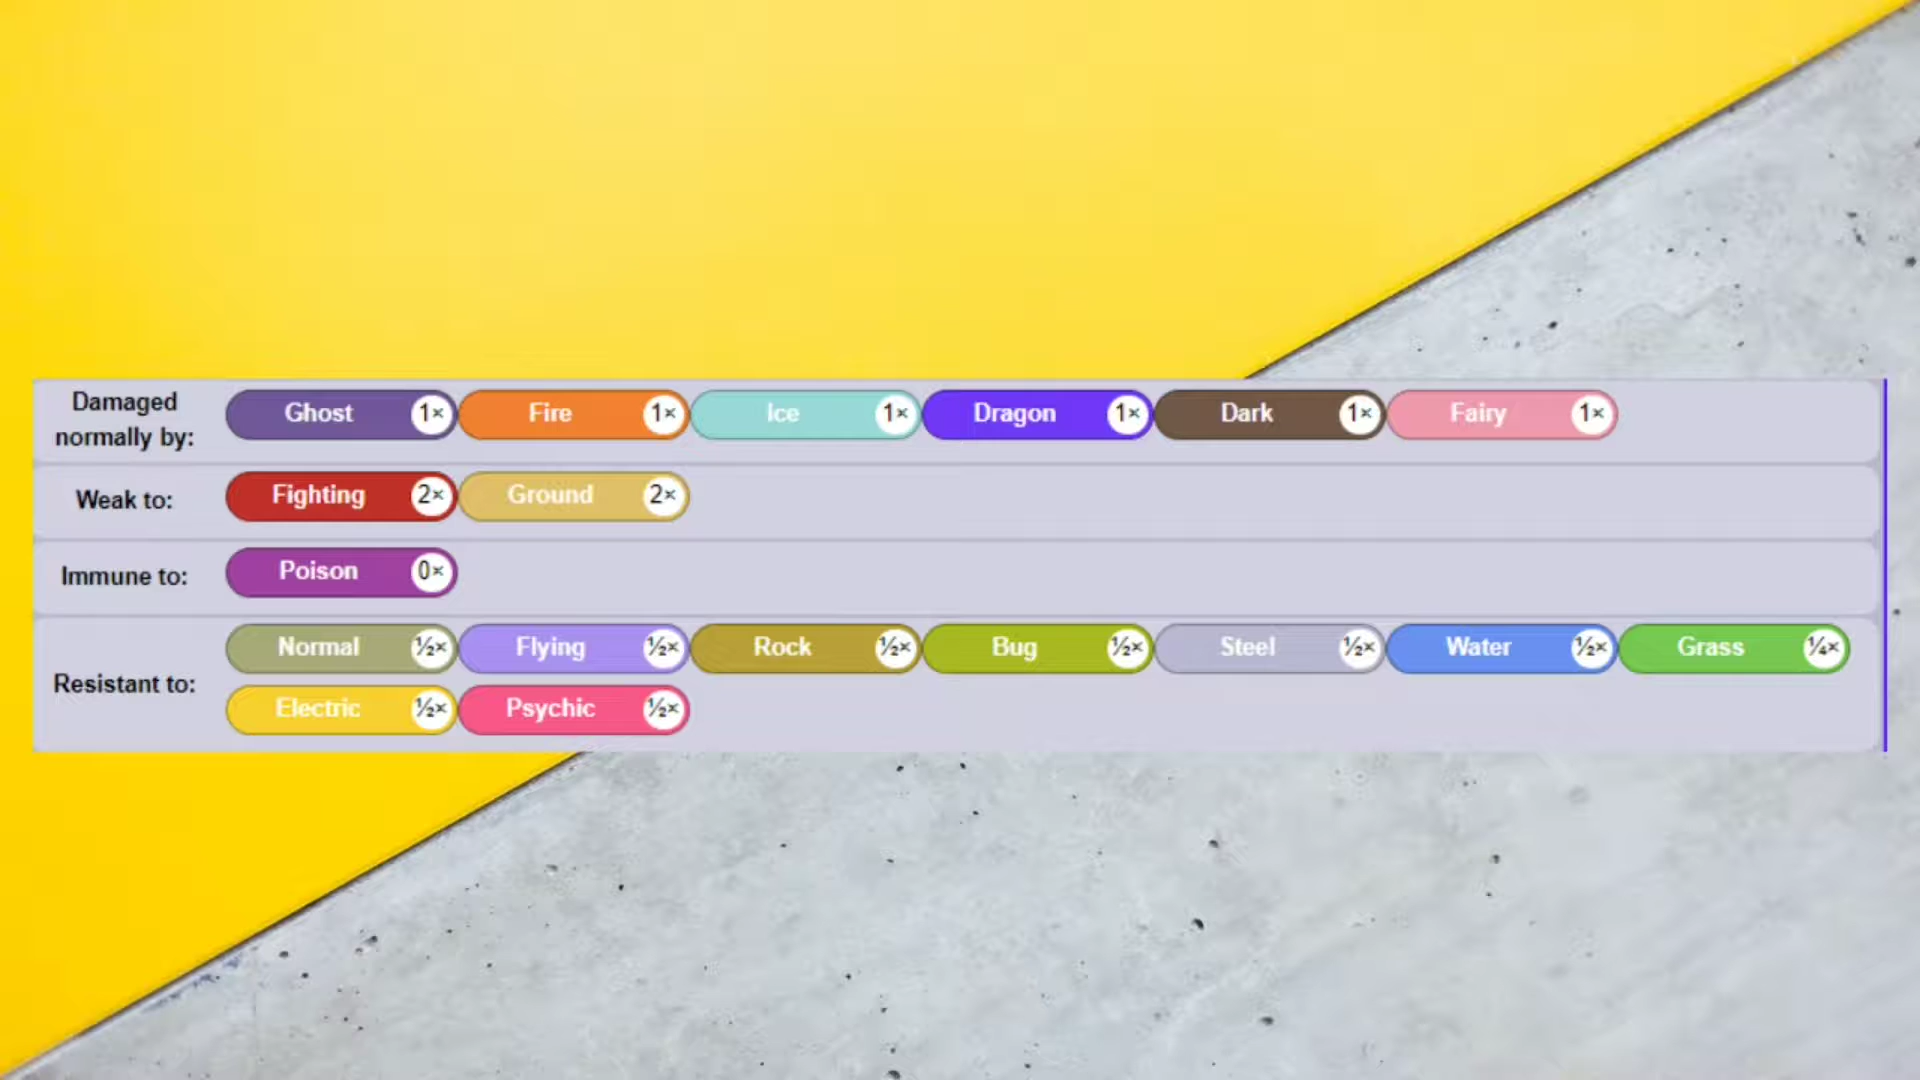 Damaged normally by: Ghost 1× Fire 1× Ice 1× Dragon 1× Dark 1× Fairy 1×
Weak to: Fighting 2× Ground 2×
Immune to: Poison 0×
Resistant to: Normal ½× Flying ½× Rock ½× Bug ½× Steel ½× Water ½× Grass ¼×
Electric ½× Psychic ½×